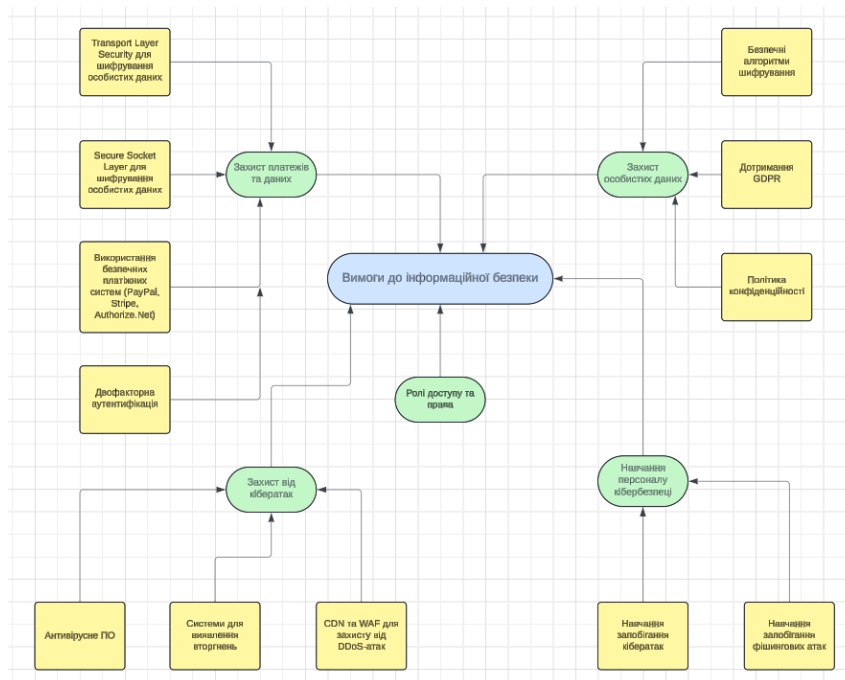 Transport Layer
Security для
шифрування
особистих даних
Безпечні
алгоритми
шифрування
Secure Socket
Layer для
шифрування
особистих даних
Захист платежів
та даних
Захист
особистих даних
Дотримання
GDPR
Використання
безпечних
платіжних
систем (PayPal,
Stripe,
Authorize.Net)
Вимоги до інформаційної безпеки
Політика
конфіденційності
Двофакторна
аутентифікація
Ролі доступу та
права
Захист від
кібератак
Навчання
персоналу
кібербезпеці
Антивірусне ПО
Системи для
виявлення
вторгнень
CDN та WAF для
захисту від
DDoS-атак
Навчання
запобігання
кібератак
Навчання
запобігання
фішингових атак